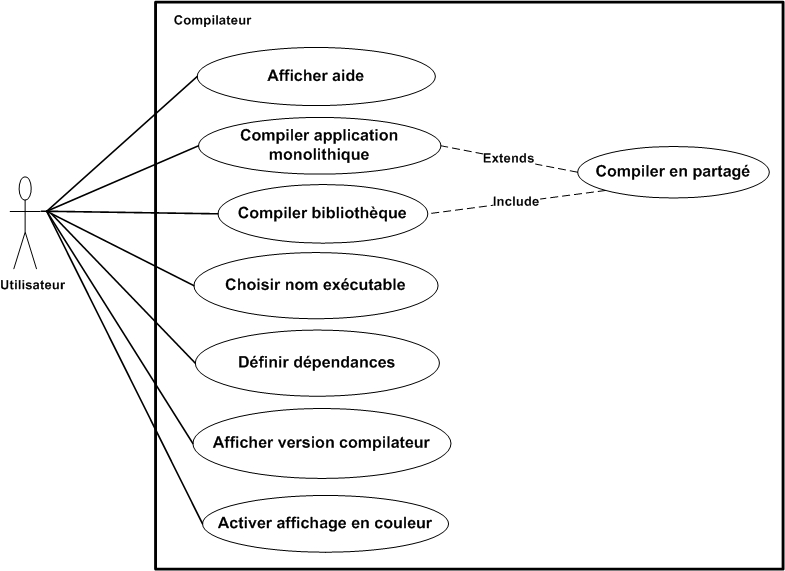 Compilateur
Afficher aide
Compiler application
monolithique
Extends
Compiler en partagé
Include
Compiler bibliothèque
Utilisateur
Choisir nom exécutable
Définir dépendances
Afficher version compilateur
Activer affichage en couleur